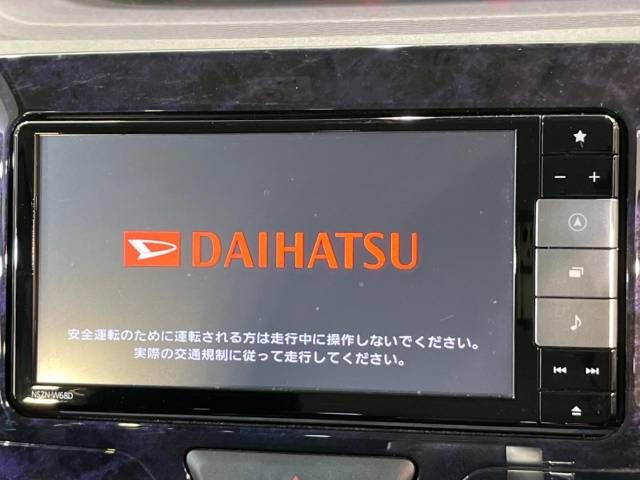 DAIHATSU
安全運転のために運転される方は走行中に操作しないでください。
実際の交通規制に従って走行してください。
NSZN-W68D